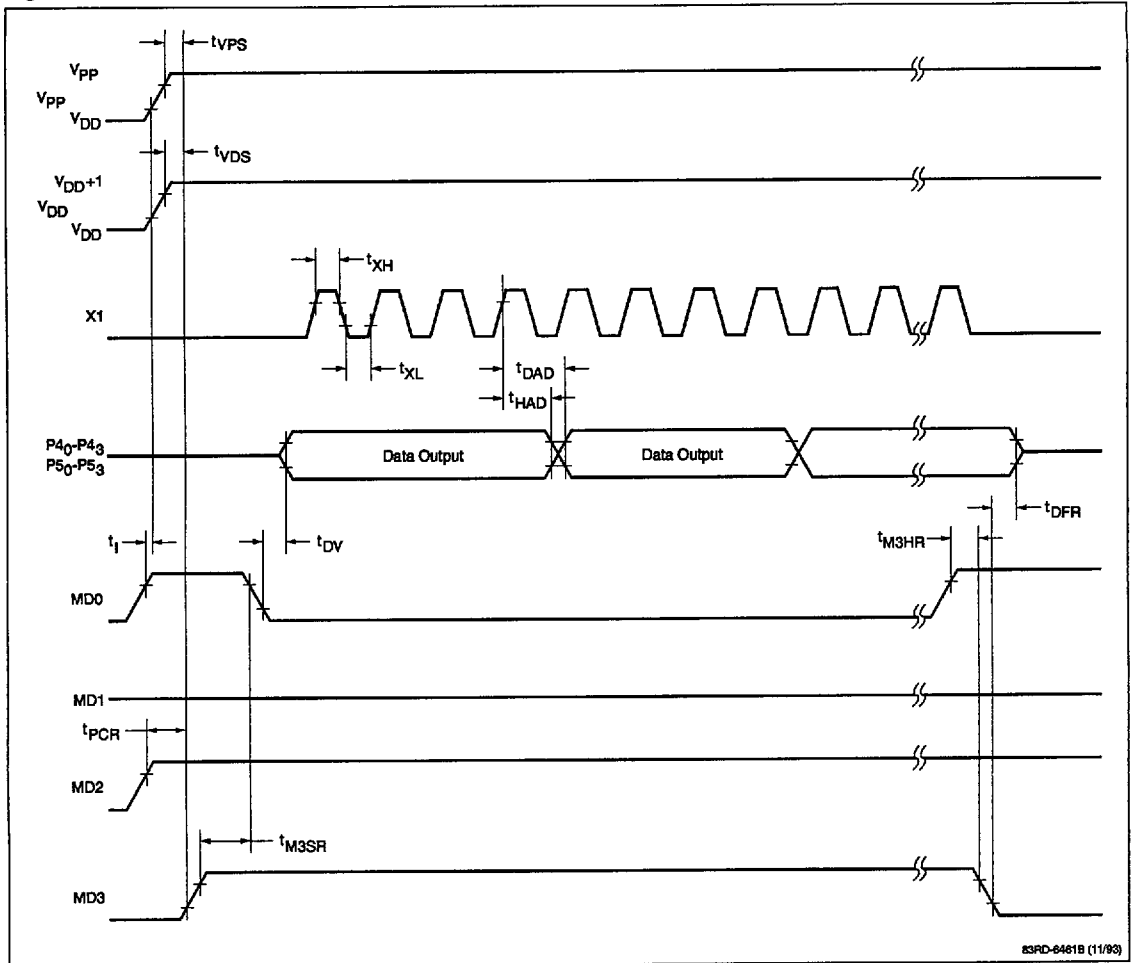 tVPS
VPP
VPP
VDD
tVDS
VDD+1
VDD
VDD
tXH
X1
tXL
tDAD
tHAD
P40-P43
P50-P53
Data Output
Data Output
tDFR
tI
tDV
tM3HR
MD0
MD1
tPCR
MD2
tM3SR
MD3
83RD-6461B (11/93)